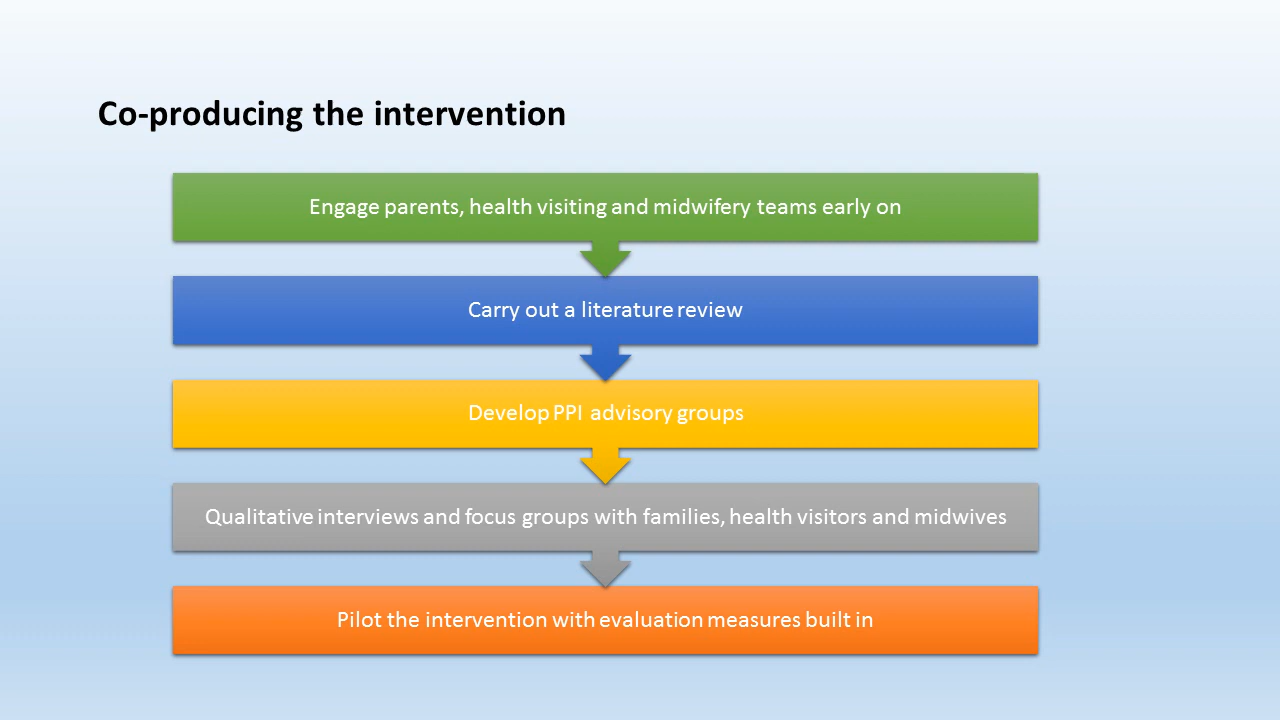 Co-producing the intervention
Engage parents, health visiting and midwifery teams early on
Carry out a literature review
Develop PPI advisory groups
Qualitative interviews and focus groups with families, health visitors and midwives
Pilot the intervention with evaluation measures built in